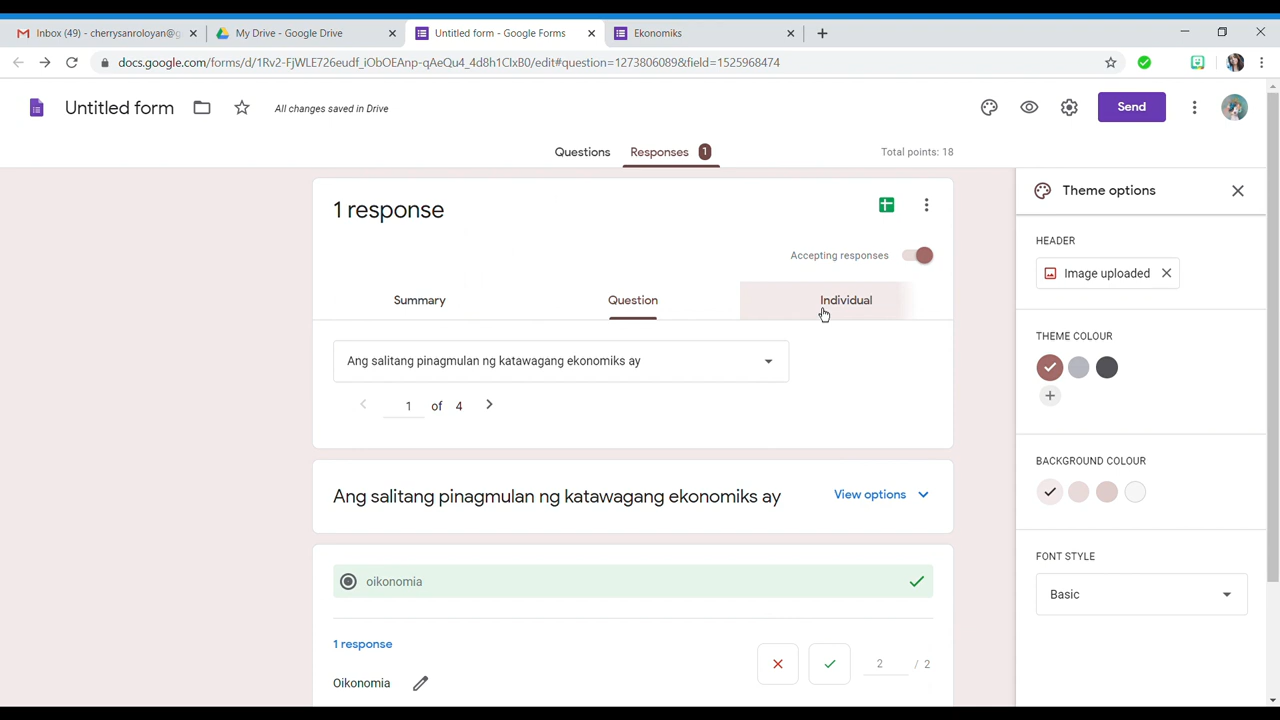 Inbox (49) - cherrysanroloyan@g
My Drive - Google Drive
Untitled form - Google Forms
Ekonomiks
docs.google.com/forms/d/1Rv2-FjWLE726eudf_iObOEAnp-qAeQu4_4d8h1ClxB0/edit#question=1273806089&field=1525968474
Untitled form
All changes saved in Drive
Send
Questions
Responses 1
Total points: 18
1 response
Accepting responses
Summary
Question
Individual
Ang salitang pinagmulan ng katawagang ekonomiks ay
1 of 4
Ang salitang pinagmulan ng katawagang ekonomiks ay
View options
oikonomia
1 response
2 / 2
Oikonomia
Theme options
HEADER
Image uploaded
THEME COLOUR
BACKGROUND COLOUR
FONT STYLE
Basic